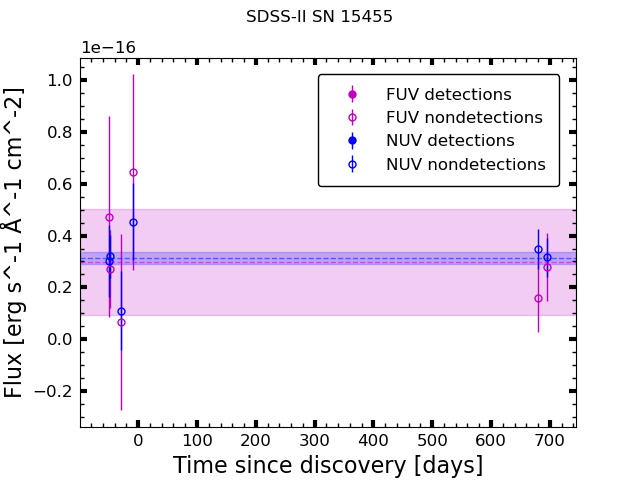 SDSS-II SN 15455
1e−16
FUV detections
FUV nondetections
NUV detections
NUV nondetections
1.0
0.8
0.6
0.4
0.2
0.0
−0.2
Flux [erg s^-1 Å^-1 cm^-2]
0 100 200 300 400 500 600 700
Time since discovery [days]